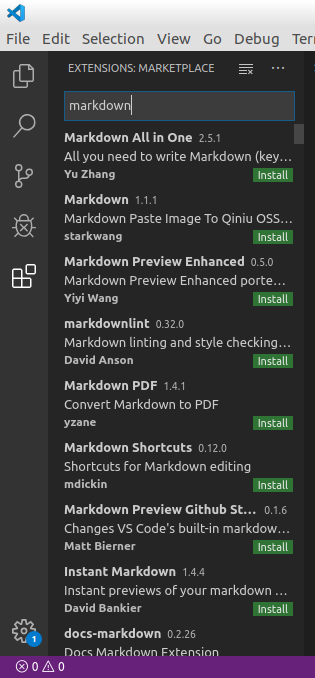 File Edit Selection View Go Debug Tern
EXTENSIONS: MARKETPLACE
markdown
Markdown All in One 2.5.1
All you need to write Markdown (key...
Yu Zhang Install
Markdown 1.1.1
Markdown Paste Image To Qiniu OSS...
starkwang Install
Markdown Preview Enhanced 0.5.0
Markdown Preview Enhanced porte...
Yiyi Wang Install
markdownlint 0.32.0
Markdown linting and style checking...
David Anson Install
Markdown PDF 1.4.1
Convert Markdown to PDF
yzane Install
Markdown Shortcuts 0.12.0
Shortcuts for Markdown editing
mdickin Install
Markdown Preview Github St... 0.1.6
Changes VS Code's built-in markdow...
Matt Bierner Install
Instant Markdown 1.4.4
Instant previews of your markdown ...
David Bankier Install
docs-markdown 0.2.26
Docs Markdown Extension
1
0 0